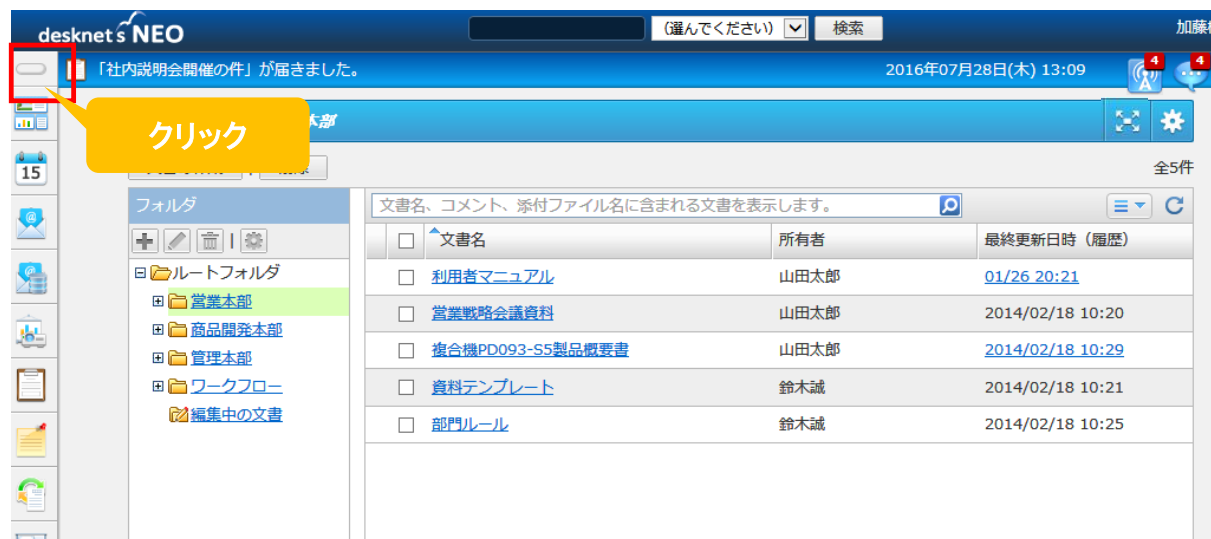 desknet's NEO
(選んでください) 検索
加藤
「社内説明会開催の件」が届きました。
2016年07月28日(木) 13:09
4
4
クリック
本部
15
全5件
フォルダ
文書名、コメント、添付ファイル名に含まれる文書を表示します。
文書名 所有者 最終更新日時(履歴)
ルートフォルダ
営業本部
商品開発本部
管理本部
ワークフロー
編集中の文書
利用者マニュアル 山田太郎 01/26 20:21
営業戦略会議資料 山田太郎 2014/02/18 10:20
複合機PD093-S5製品概要書 山田太郎 2014/02/18 10:29
資料テンプレート 鈴木誠 2014/02/18 10:21
部門ルール 鈴木誠 2014/02/18 10:25